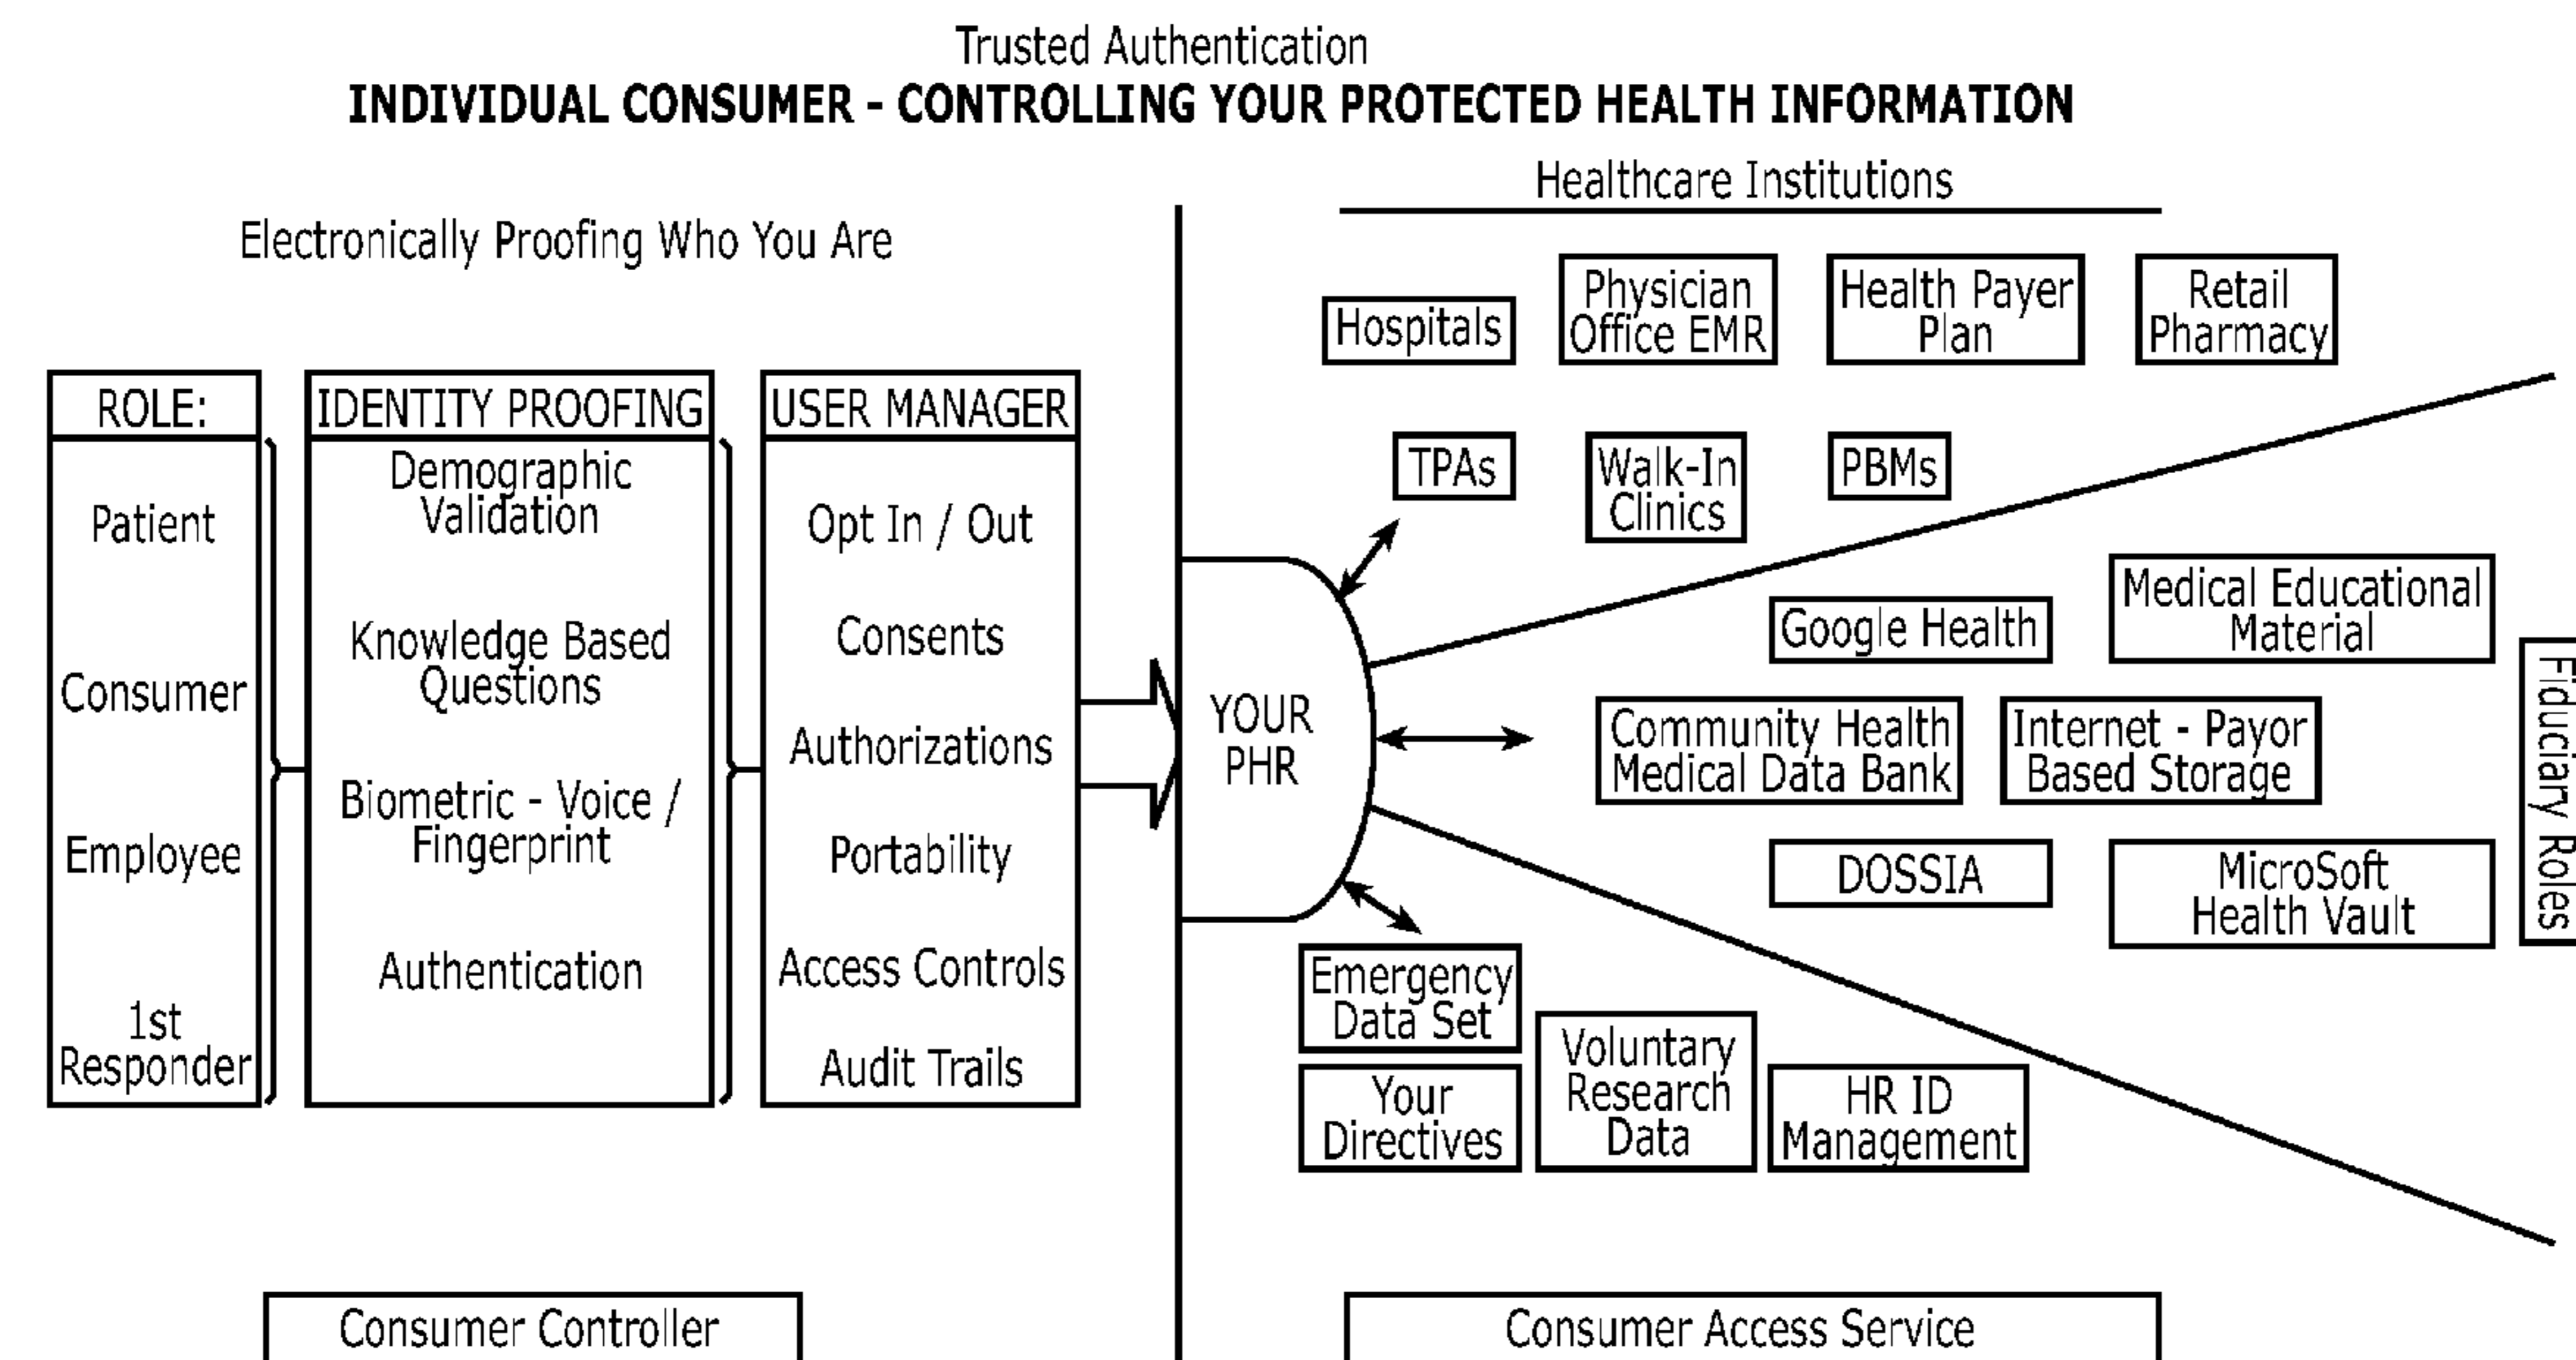 Trusted Authentication
INDIVIDUAL CONSUMER - CONTROLLING YOUR PROTECTED HEALTH INFORMATION
Electronically Proofing Who You Are
ROLE:
Patient
Consumer
Employee
1st
Responder
IDENTITY PROOFING
Demographic
Validation
Knowledge Based
Questions
Biometric - Voice /
Fingerprint
Authentication
USER MANAGER
Opt In / Out
Consents
Authorizations
Portability
Access Controls
Audit Trails
YOUR
PHR
Healthcare Institutions
Hospitals
Physician
Office EMR
Health Payer
Plan
Retail
Pharmacy
TPAs
Walk-In
Clinics
PBMs
Google Health
Medical Educational
Material
Community Health
Medical Data Bank
Internet - Payor
Based Storage
DOSSIA
MicroSoft
Health Vault
Fiduciary Roles
Emergency
Data Set
Your
Directives
Voluntary
Research
Data
HR ID
Management
Consumer Controller
Consumer Access Service